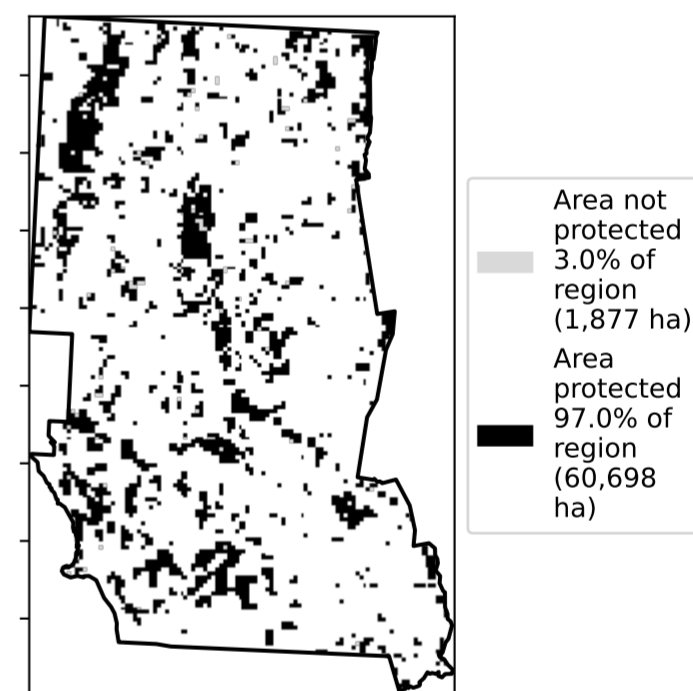 Area not
protected
3.0% of
region
(1,877 ha)
Area
protected
97.0% of
region
(60,698
ha)